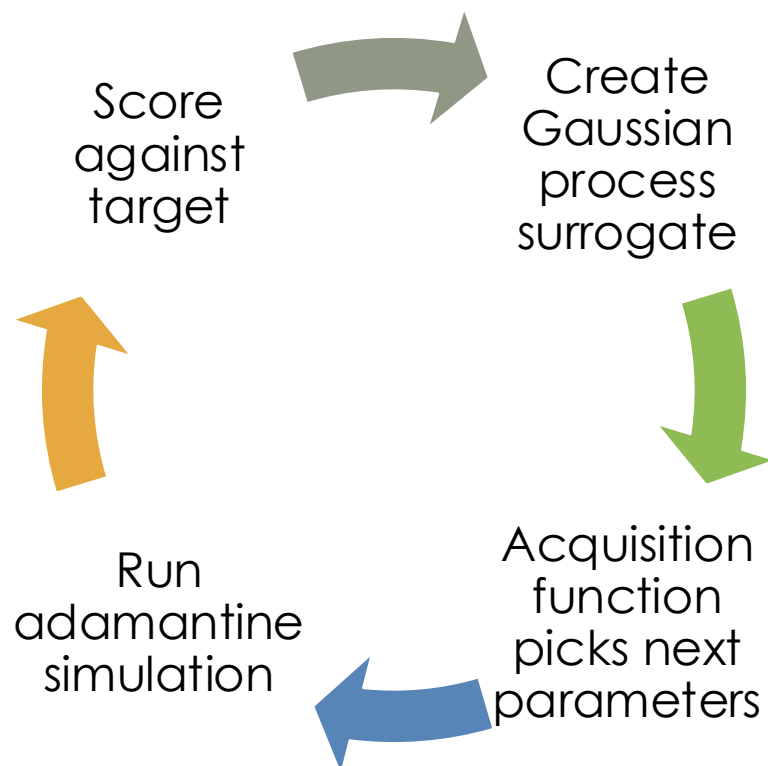 Score
against
target
Create
Gaussian
process
surrogate
Acquisition
function
picks next
parameters
Run
adamantine
simulation